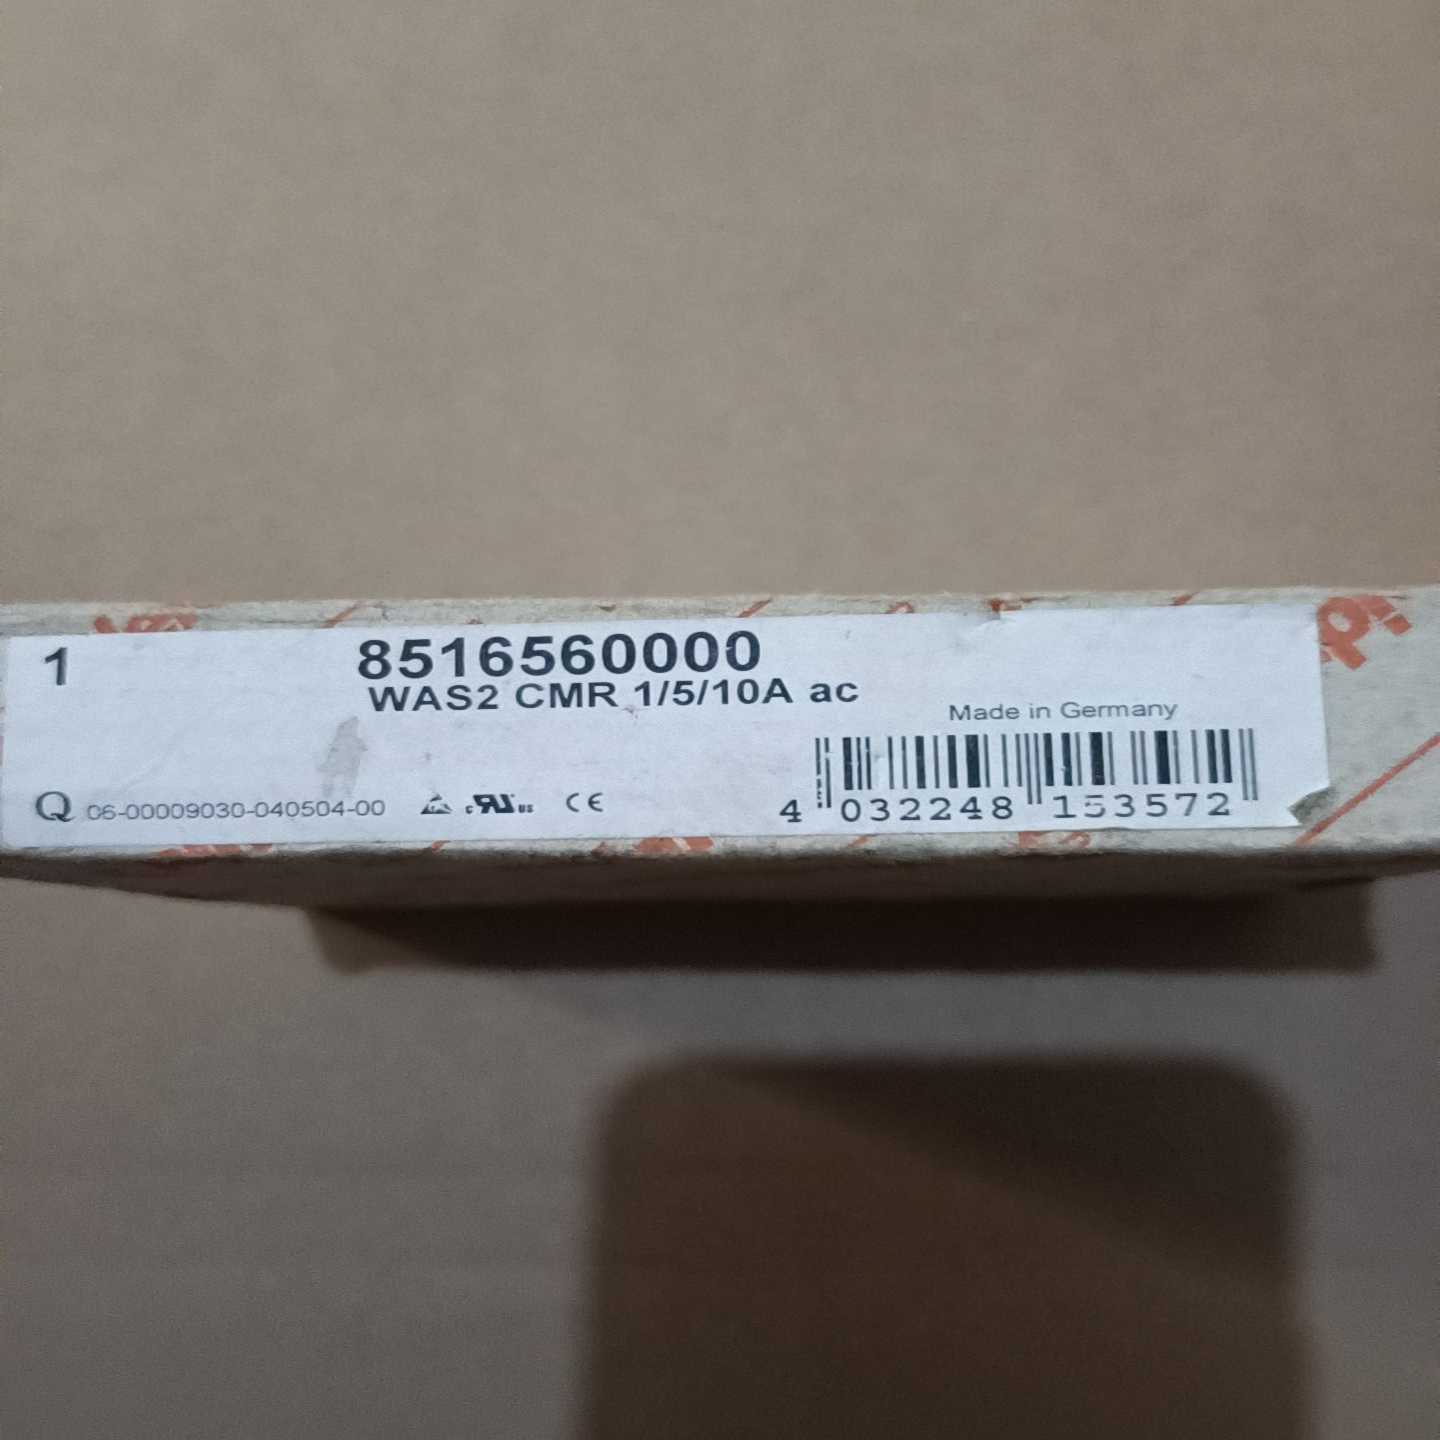 1
8516560000
WAS2 CMR 1/5/10A ac
Made in Germany
Q 06-00009030-040504-00
c us CE
4 032248 153572